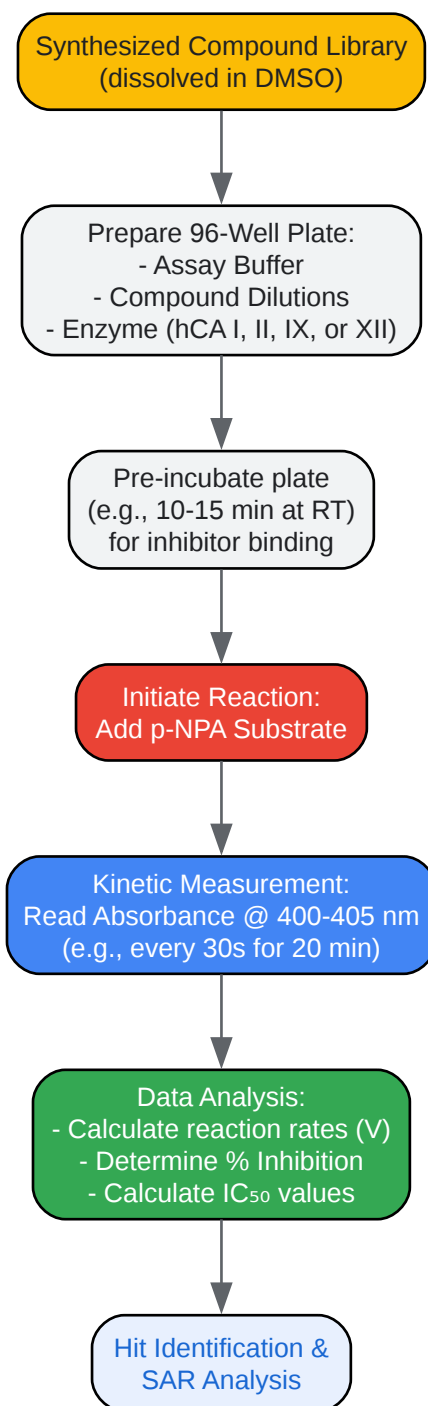 Synthesized Compound Library
(dissolved in DMSO)
Prepare 96-Well Plate:
- Assay Buffer
- Compound Dilutions
- Enzyme (hCA I, II, IX, or XII)
Pre-incubate plate
(e.g., 10-15 min at RT)
for inhibitor binding
Initiate Reaction:
Add p-NPA Substrate
Kinetic Measurement:
Read Absorbance @ 400-405 nm
(e.g., every 30s for 20 min)
Data Analysis:
- Calculate reaction rates (V)
- Determine % Inhibition
- Calculate IC₅₀ values
Hit Identification &
SAR Analysis